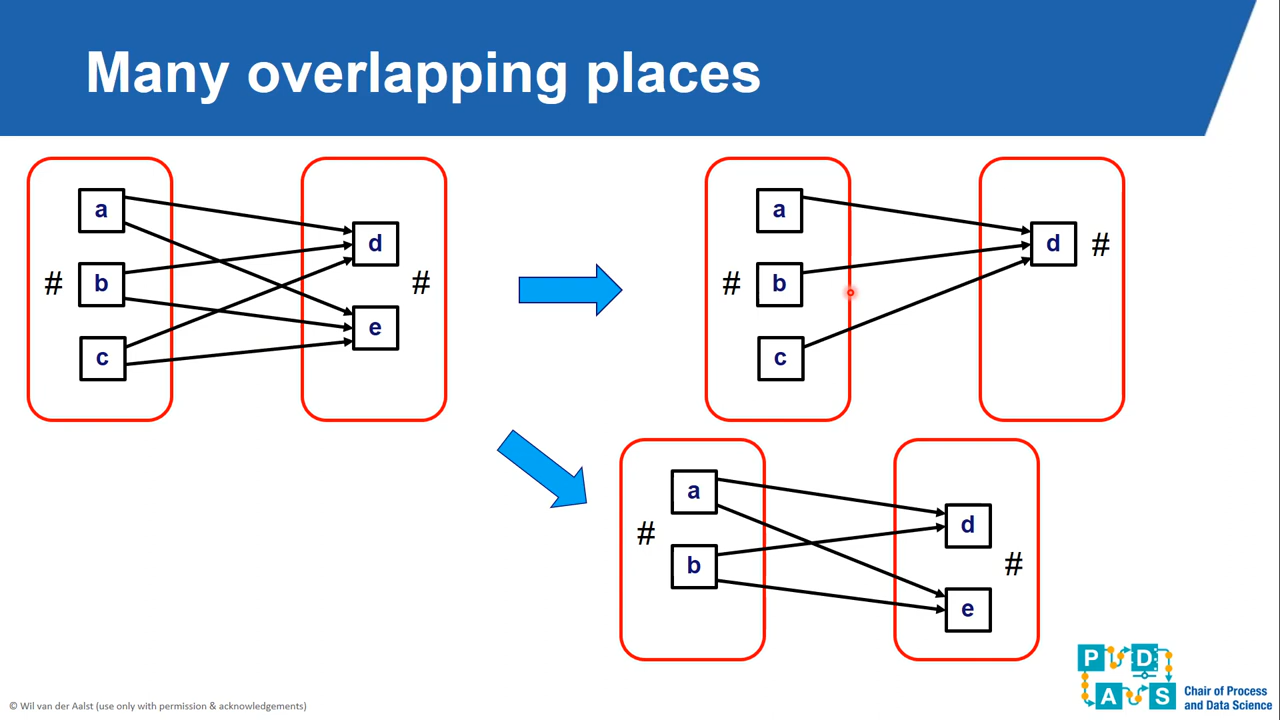 Many overlapping places
a
d
# b #
e
c
a
d #
# b
c
a
d
#
#
b
e
P D
A S
Chair of Process
and Data Science
© Wil van der Aalst (use only with permission & acknowledgements)